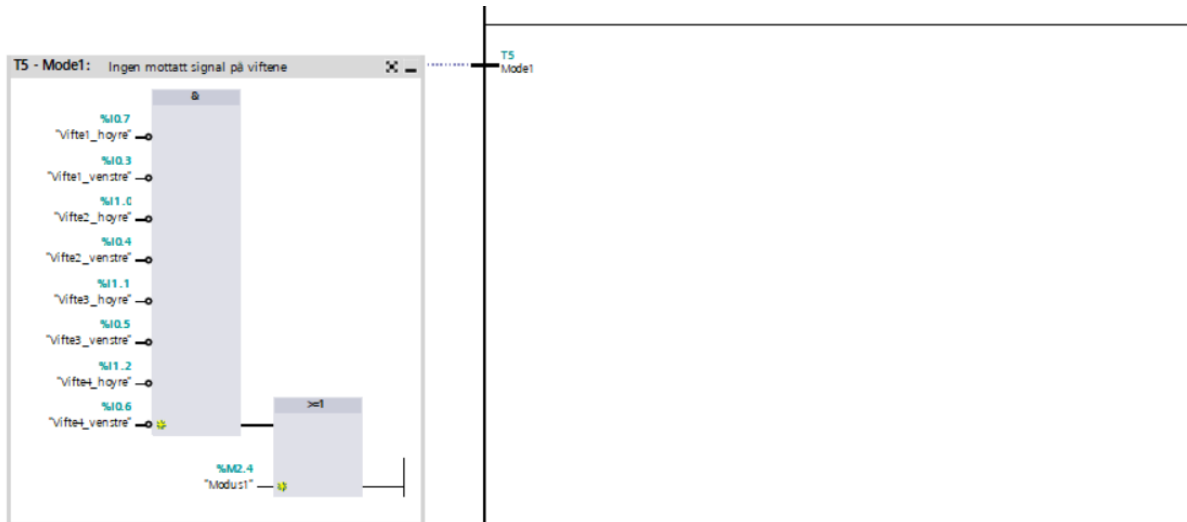 T5 - Mode1: Ingen mottatt signal på viftene
T5
Mode1
&
%I0.7
"Vifte1_hoyre"
%I0.3
"Vifte1_venstre"
%I1.0
"Vifte2_hoyre"
%I0.4
"Vifte2_venstre"
%I1.1
"Vifte3_hoyre"
%I0.5
"Vifte3_venstre"
%I1.2
"Vifte4_hoyre"
%I0.6
"Vifte4_venstre"
>=1
%M2.4
"Modus1"